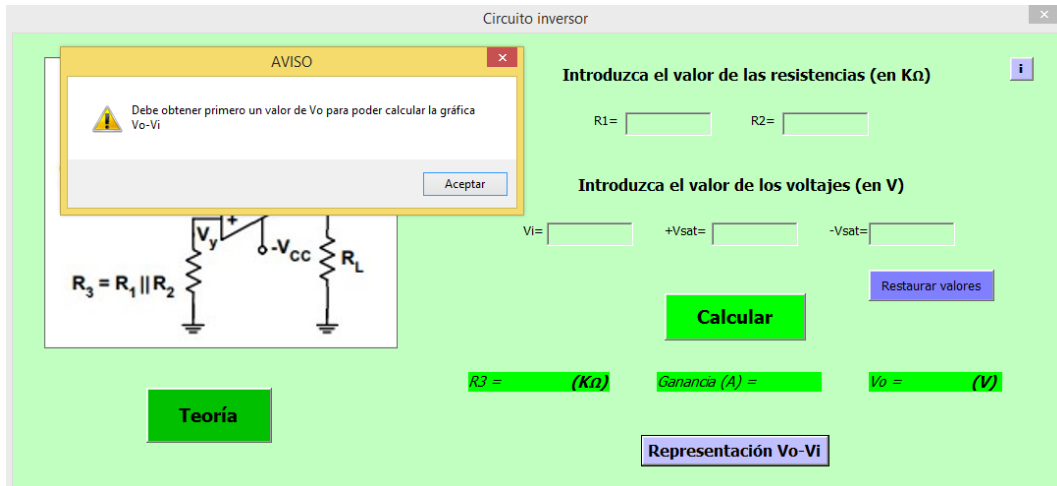 Circuito inversor
AVISO
Debe obtener primero un valor de Vo para poder calcular la gráfica
Vo-Vi
Aceptar
Vy
+
-VCC
RL
R3 = R1 || R2
Teoría
Introduzca el valor de las resistencias (en KΩ)
i
R1=
R2=
Introduzca el valor de los voltajes (en V)
Vi=
+Vsat=
-Vsat=
Restaurar valores
Calcular
R3 = (KΩ)
Ganancia (A) =
Vo = (V)
Representación Vo-Vi